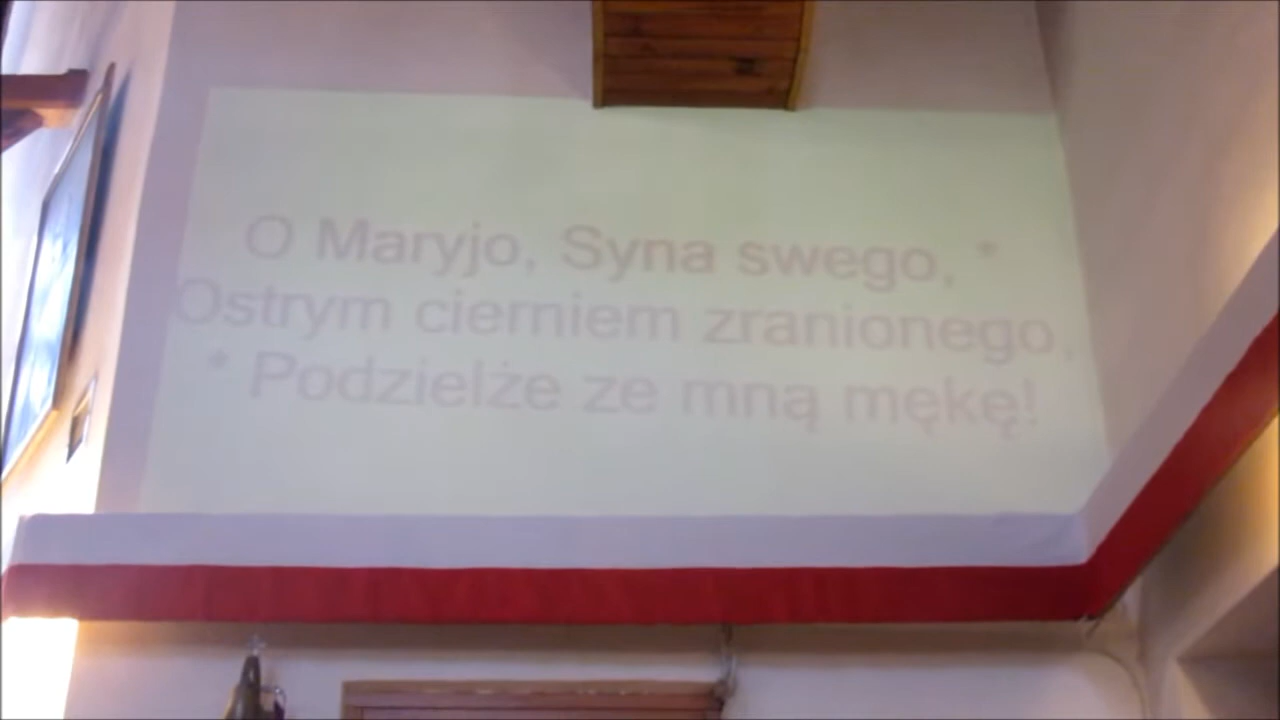 O Maryjo, Syna swego, *
Ostrym cierniem zranionego,
* Podzielże ze mną mękę!